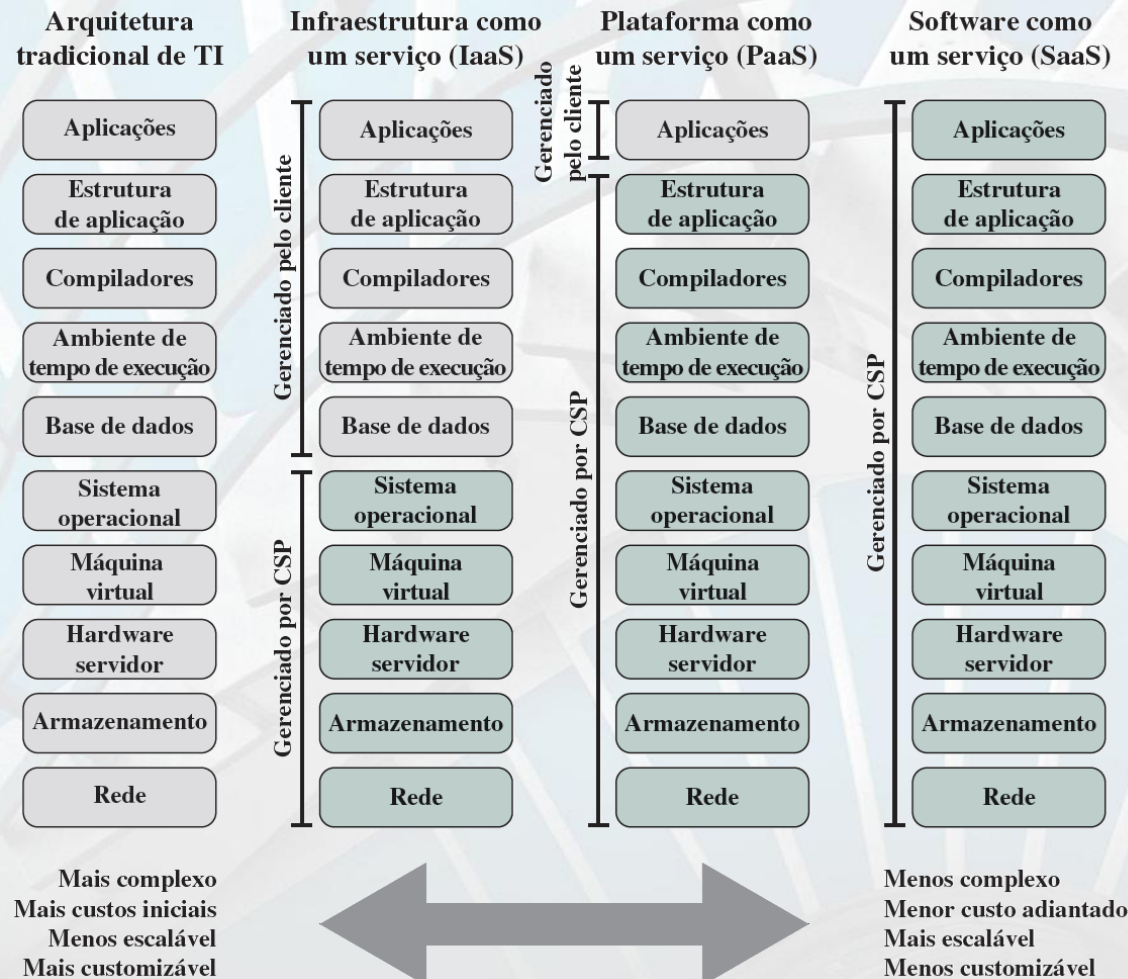 Arquitetura
tradicional de TI
Aplicações
Estrutura
de aplicação
Compiladores
Ambiente de
tempo de execução
Base de dados
Sistema
operacional
Máquina
virtual
Hardware
servidor
Armazenamento
Rede
Infraestrutura como
um serviço (IaaS)
Gerenciado pelo cliente
Gerenciado por CSP
Aplicações
Estrutura
de aplicação
Compiladores
Ambiente de
tempo de execução
Base de dados
Sistema
operacional
Máquina
virtual
Hardware
servidor
Armazenamento
Rede
Plataforma como
um serviço (PaaS)
Gerenciado
pelo cliente
Gerenciado por CSP
Aplicações
Estrutura
de aplicação
Compiladores
Ambiente de
tempo de execução
Base de dados
Sistema
operacional
Máquina
virtual
Hardware
servidor
Armazenamento
Rede
Software como
um serviço (SaaS)
Gerenciado por CSP
Aplicações
Estrutura
de aplicação
Compiladores
Ambiente de
tempo de execução
Base de dados
Sistema
operacional
Máquina
virtual
Hardware
servidor
Armazenamento
Rede
Mais complexo
Mais custos iniciais
Menos escalável
Mais customizável
Menos complexo
Menor custo adiantado
Mais escalável
Menos customizável